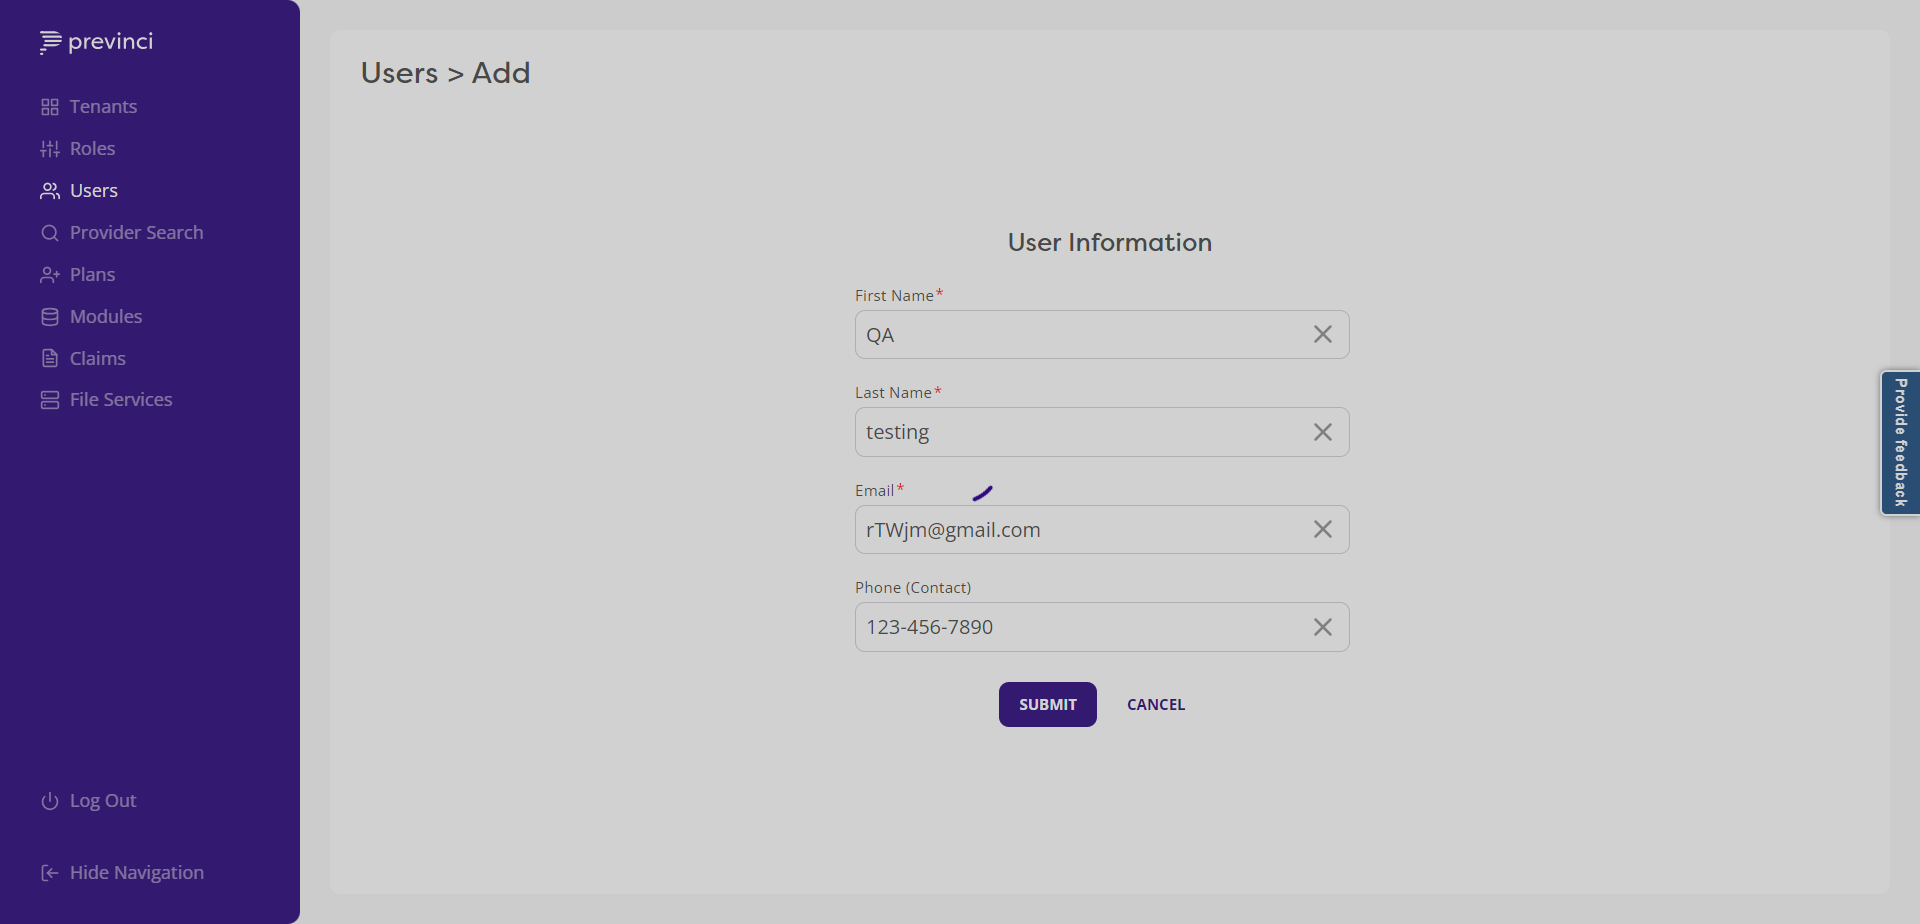 previnci
Tenants
Roles
Users
Provider Search
Plans
Modules
Claims
File Services
Log Out
Hide Navigation
Users > Add
User Information
First Name*
QA
Last Name*
testing
Email*
rTWjm@gmail.com
Phone (Contact)
123-456-7890
SUBMIT CANCEL
Provide feedback